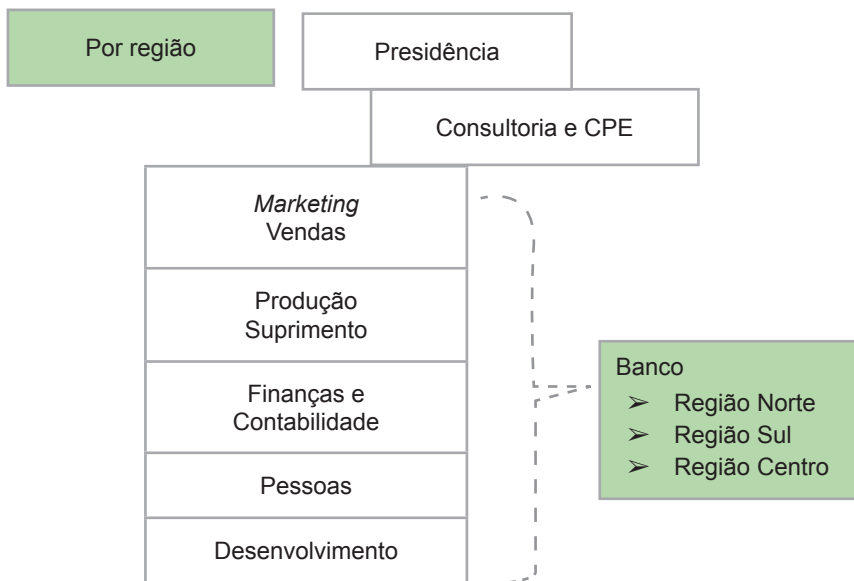 Por região
Presidência
Consultoria e CPE
Marketing
Vendas
Produção
Suprimento
Finanças e
Contabilidade
Pessoas
Desenvolvimento
Banco
➢ Região Norte
➢ Região Sul
➢ Região Centro